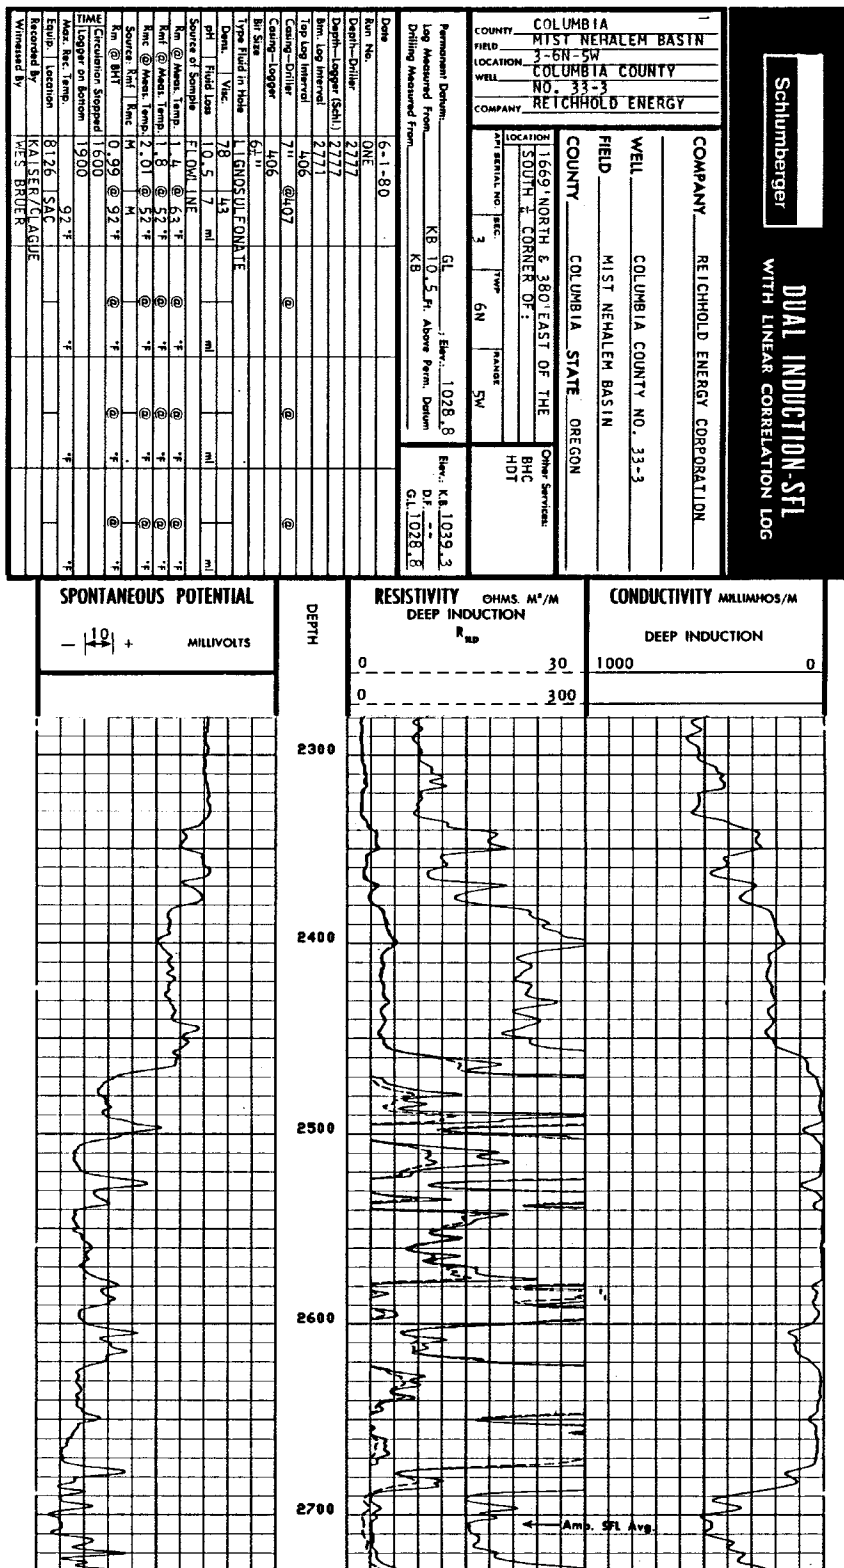 Schlumberger
DUAL INDUCTION-SFL
WITH LINEAR CORRELATION LOG
COUNTY COLUMBIA
FIELD MIST NEHALEM BASIN
LOCATION 3-6N-5W
WELL COLUMBIA COUNTY
NO. 33-3
COMPANY REICHHOLD ENERGY
COMPANY REICHHOLD ENERGY CORPORATION
WELL COLUMBIA COUNTY NO. 33-3
FIELD MIST NEHALEM BASIN
COUNTY COLUMBIA STATE OREGON
LOCATION 1669'NORTH & 380'EAST OF THE
SOUTH ¼ CORNER OF:
Other Services:
BHC
HDT
API SERIAL NO. SEC. TWP RANGE
3 6N 5W
Permanent Datum: GL ; Elev.: 1028.8
Log Measured From KB 10.5 Ft. Above Perm. Datum
Drilling Measured From KB
Elev.: K.B. 1039.3
D.F. --
G.L. 1028.8
Date 6-1-80
Run No. ONE
Depth—Driller 2777
Depth—Logger (Schl.) 2777
Btm. Log Interval 2771
Top Log Interval 406
Casing—Driller 7" @407 @ @ @
Casing—Logger 406
Bit Size 6¼"
Type Fluid in Hole LIGNOSULFONATE
Dens. Visc. 78 43
pH Fluid Loss 10.5 7 ml ml ml ml
Source of Sample FLOWLINE
Rm @ Meas. Temp. 1.4 @ 63 °F @ °F @ °F @ °F
Rmf @ Meas. Temp. 1.8 @ 52 °F @ °F @ °F @ °F
Rmc @ Meas. Temp. 2.01 @ 52 °F @ °F @ °F @ °F
Source: Rmf Rmc M M
Rm @ BHT 0.99 @ 92 °F @ °F @ °F @ °F
TIME Circulation Stopped 1600
Logger on Bottom 1900
Max. Rec. Temp. 92 °F °F °F °F
Equip. Location 8126 SAC
Recorded By KAISER/CLAGUE
Witnessed By WES BRUER
SPONTANEOUS POTENTIAL
- 10 + MILLIVOLTS
DEPTH
RESISTIVITY OHMS. M²/M
DEEP INDUCTION
0 30
0 300
CONDUCTIVITY MILLIMHOS/M
DEEP INDUCTION
1000 0
2300
2400
2500
2600
2700
Amp. SFL Avg.